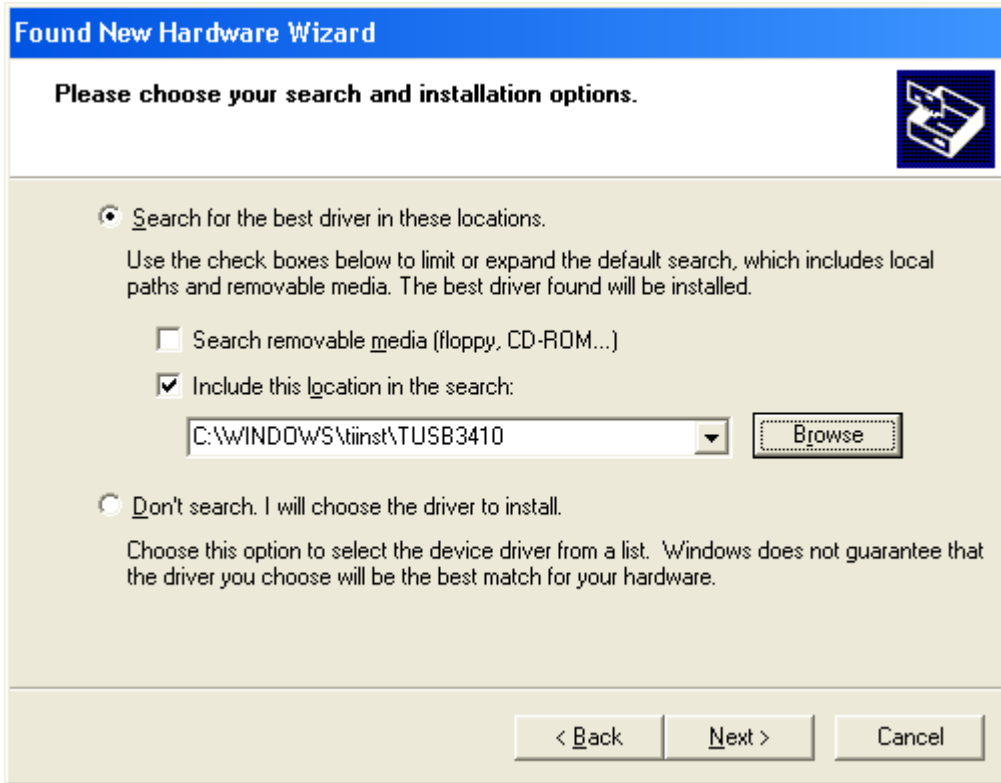 Found New Hardware Wizard
Please choose your search and installation options.
Search for the best driver in these locations.
Use the check boxes below to limit or expand the default search, which includes local
paths and removable media. The best driver found will be installed.
Search removable media (floppy, CD-ROM...)
Include this location in the search:
C:\WINDOWS\tiinst\TUSB3410
Browse
Don't search. I will choose the driver to install.
Choose this option to select the device driver from a list. Windows does not guarantee that
the driver you choose will be the best match for your hardware.
< Back
Next >
Cancel